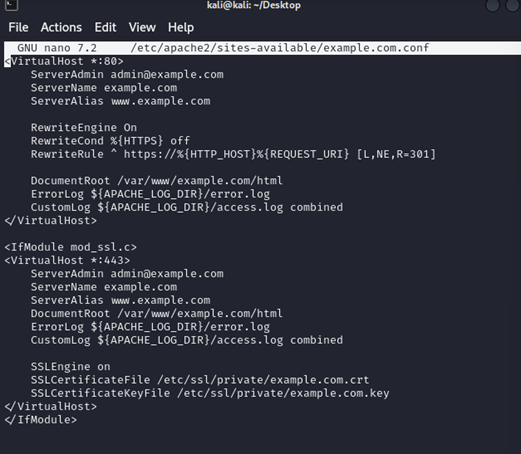 kali@kali: ~/Desktop
File Actions Edit View Help
GNU nano 7.2 /etc/apache2/sites-available/example.com.conf
<VirtualHost *:80>
ServerAdmin admin@example.com
ServerName example.com
ServerAlias www.example.com
RewriteEngine On
RewriteCond %{HTTPS} off
RewriteRule ^ https://%{HTTP_HOST}%{REQUEST_URI} [L,NE,R=301]
DocumentRoot /var/www/example.com/html
ErrorLog ${APACHE_LOG_DIR}/error.log
CustomLog ${APACHE_LOG_DIR}/access.log combined
</VirtualHost>
<IfModule mod_ssl.c>
<VirtualHost *:443>
ServerAdmin admin@example.com
ServerName example.com
ServerAlias www.example.com
DocumentRoot /var/www/example.com/html
ErrorLog ${APACHE_LOG_DIR}/error.log
CustomLog ${APACHE_LOG_DIR}/access.log combined
SSLEngine on
SSLCertificateFile /etc/ssl/private/example.com.crt
SSLCertificateKeyFile /etc/ssl/private/example.com.key
</VirtualHost>
</IfModule>